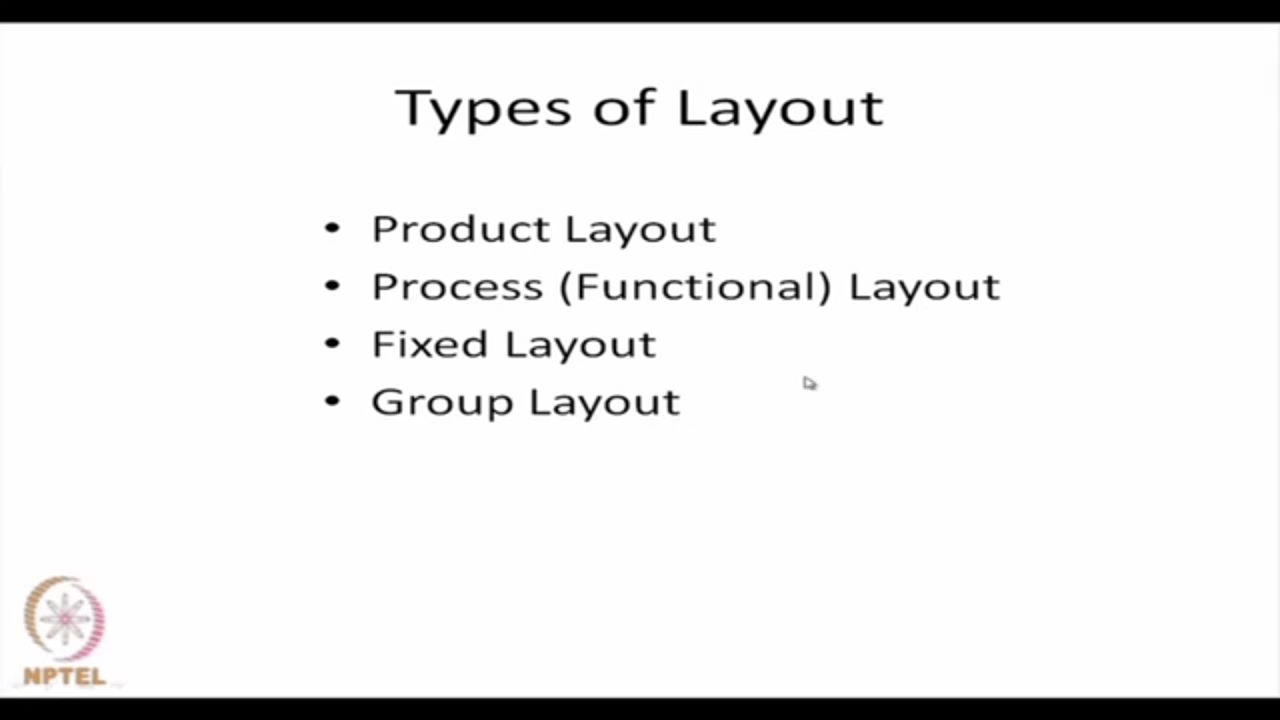 Types of Layout
• Product Layout
• Process (Functional) Layout
• Fixed Layout
• Group Layout
NPTEL